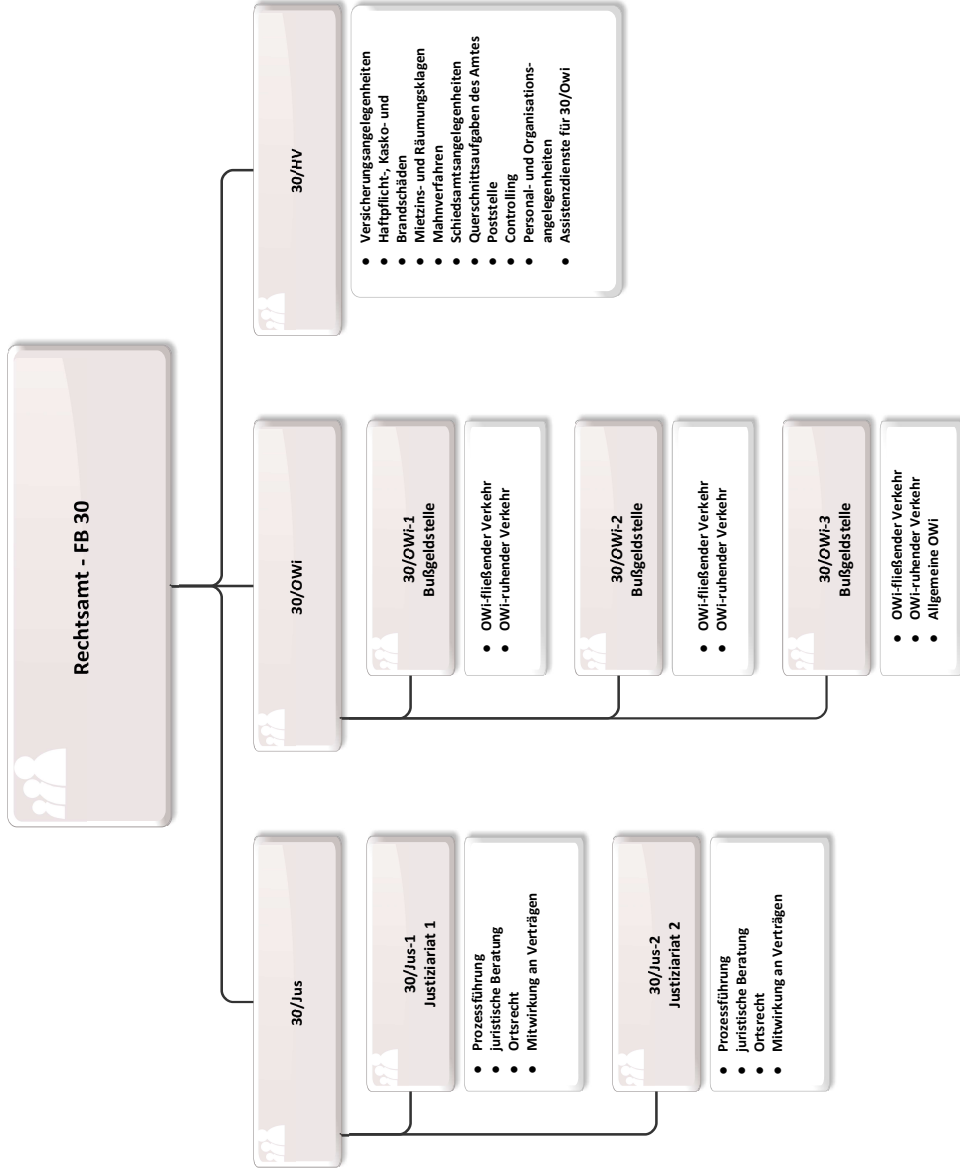 Rechtsamt - FB 30
30/Jus
30/Jus-1
Justiziariat 1
• Prozessführung
• juristische Beratung
• Ortsrecht
• Mitwirkung an Verträgen
30/Jus-2
Justiziariat 2
• Prozessführung
• juristische Beratung
• Ortsrecht
• Mitwirkung an Verträgen
30/OWi
30/OWi-1
Bußgeldstelle
• OWi-fließender Verkehr
• OWi-ruhender Verkehr
30/OWi-2
Bußgeldstelle
• OWi-fließender Verkehr
• OWi-ruhender Verkehr
30/OWi-3
Bußgeldstelle
• OWi-fließender Verkehr
• OWi-ruhender Verkehr
• Allgemeine OWi
30/HV
• Versicherungsangelegenheiten
• Haftpflicht-, Kasko- und
• Brandschäden
• Mietzins- und Räumungsklagen
• Mahnverfahren
• Schiedsamtsangelegenheiten
• Querschnittsaufgaben des Amtes
• Poststelle
• Controlling
• Personal- und Organisations-
angelegenheiten
• Assistenzdienste für 30/Owi